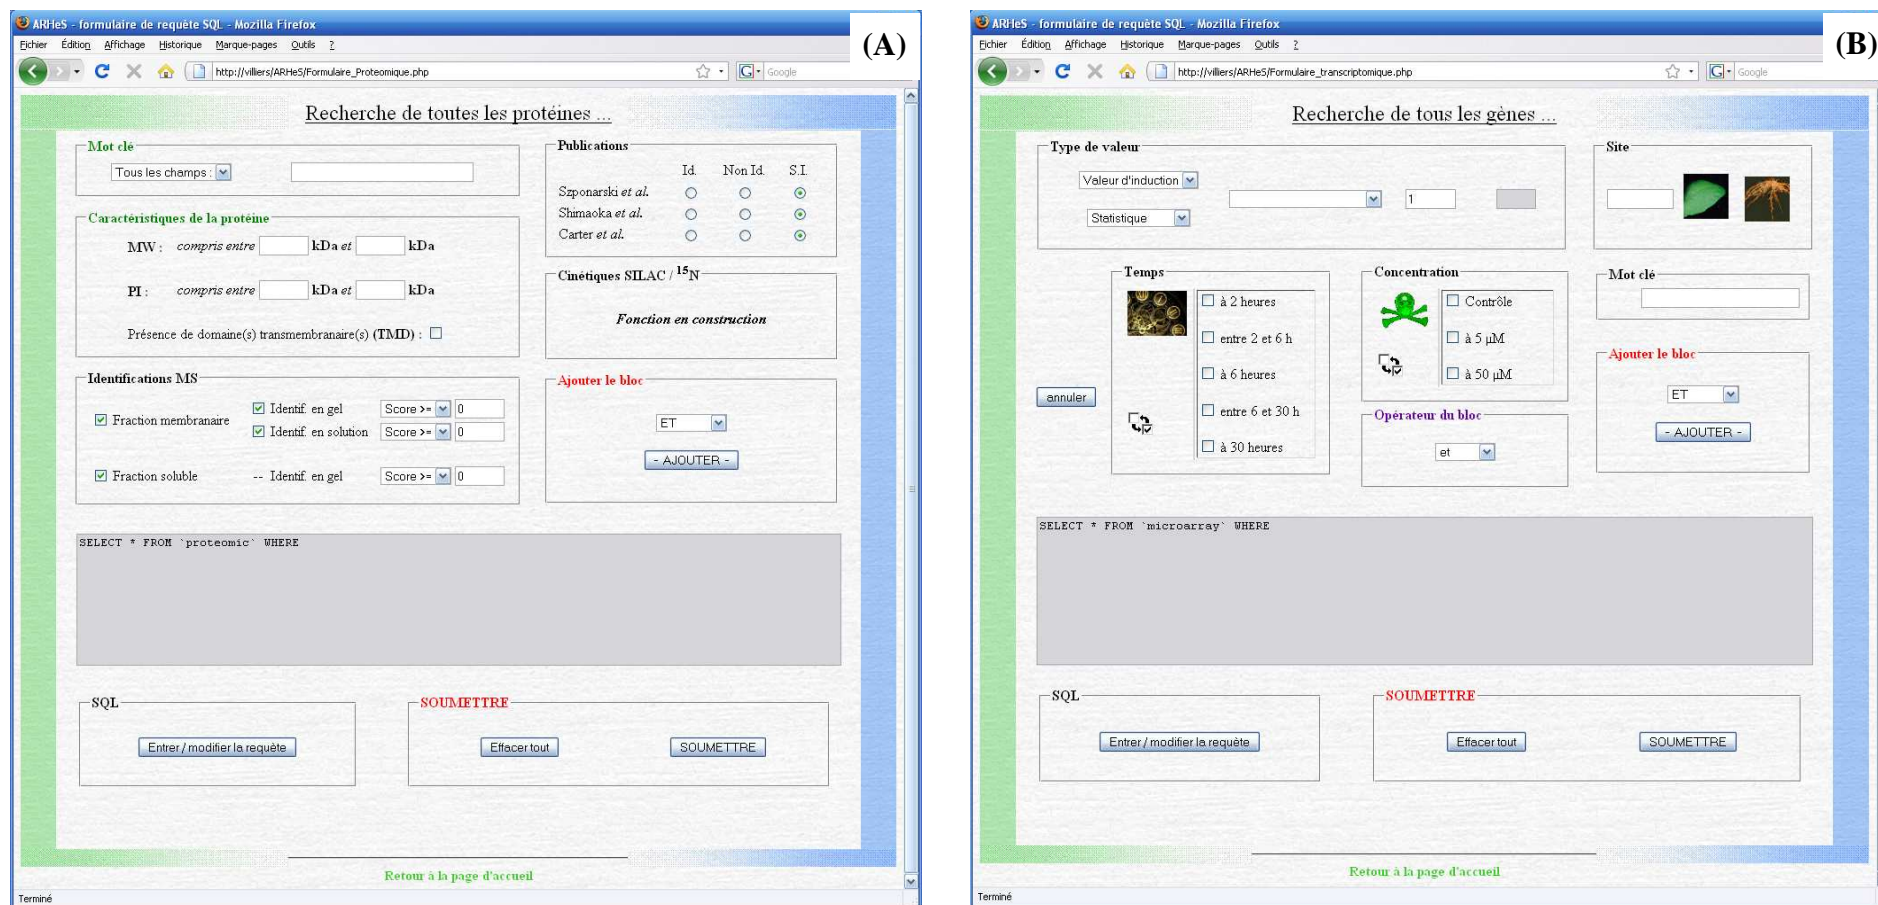 ARHeS - formulaire de requête SQL - Mozilla Firefox
(A)
Fichier Édition Affichage Historique Marque-pages Outils ?
http://villiers/ARHeS/Formulaire_Proteomique.php
G Google
Recherche de toutes les protéines ...
Mot clé
Tous les champs :
Caractéristiques de la protéine
MW : compris entre kDa et kDa
PI : compris entre kDa et kDa
Présence de domaine(s) transmembranaire(s) (TMD) :
Identifications MS
Fraction membranaire
Identif. en gel Score >= 0
Identif. en solution Score >= 0
Fraction soluble -- Identif. en gel Score >= 0
Publications
Id. Non Id. S.I.
Szponarski et al.
Shimaoka et al.
Carter et al.
Cinétiques SILAC / 15N
Fonction en construction
Ajouter le bloc
ET
- AJOUTER -
SELECT * FROM `proteomic` WHERE
SQL
Entrer / modifier la requète
SOUMETTRE
Effacer tout SOUMETTRE
Retour à la page d'accueil
Terminé
ARHeS - formulaire de requête SQL - Mozilla Firefox
(B)
Fichier Édition Affichage Historique Marque-pages Outils ?
http://villiers/ARHeS/Formulaire_transcriptomique.php
G Google
Recherche de tous les gènes ...
Type de valeur
Valeur d'induction
1
Statistique
Site
Temps
à 2 heures
entre 2 et 6 h
à 6 heures
entre 6 et 30 h
à 30 heures
annuler
Concentration
Contrôle
à 5 µM
à 50 µM
Opérateur du bloc
et
Mot clé
Ajouter le bloc
ET
- AJOUTER -
SELECT * FROM `microarray` WHERE
SQL
Entrer / modifier la requète
SOUMETTRE
Effacer tout SOUMETTRE
Retour à la page d'accueil
Terminé